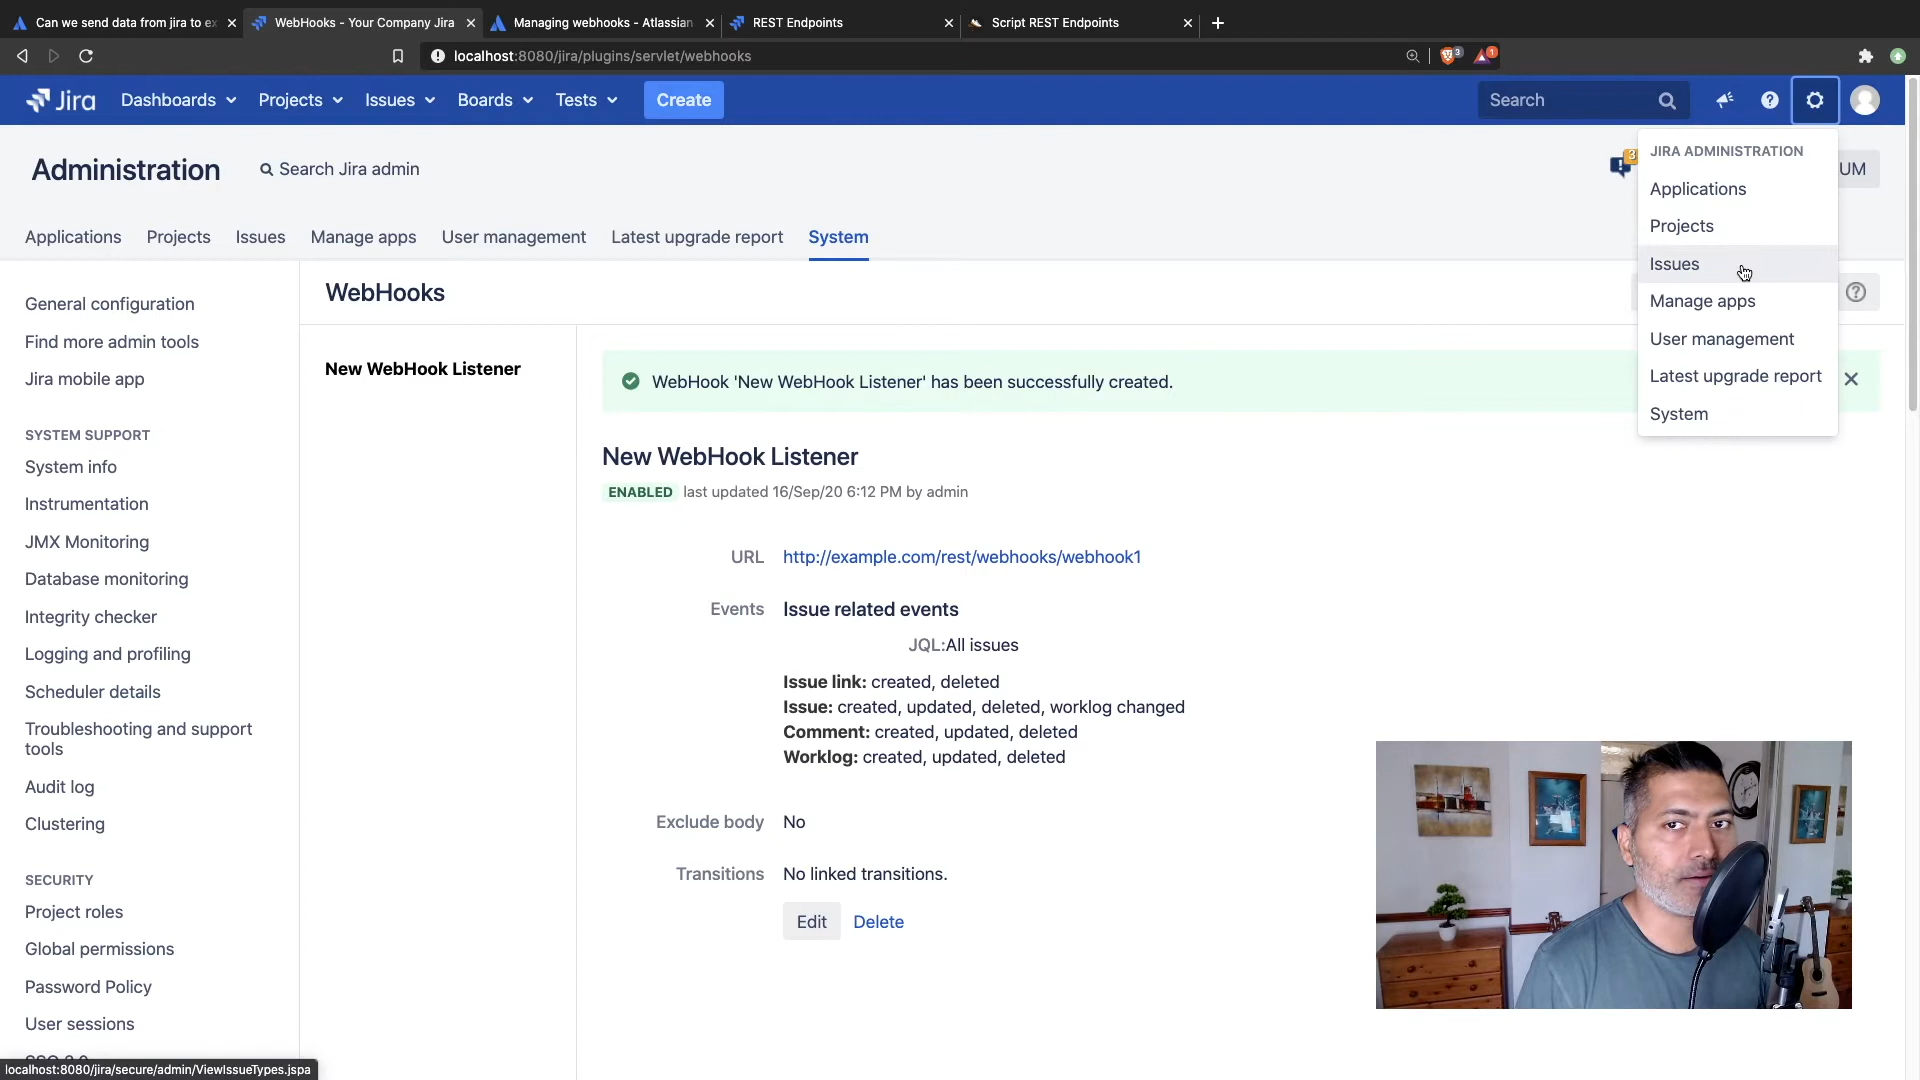 Can we send data from jira to ex
WebHooks - Your Company Jira
Managing webhooks - Atlassian
REST Endpoints
Script REST Endpoints
localhost:8080/jira/plugins/servlet/webhooks
3
1
Jira
Dashboards
Projects
Issues
Boards
Tests
Create
Search
Administration
Search Jira admin
3
UM
JIRA ADMINISTRATION
Applications
Projects
Issues
Manage apps
User management
Latest upgrade report
System
Applications
Projects
Issues
Manage apps
User management
Latest upgrade report
System
General configuration
Find more admin tools
Jira mobile app
SYSTEM SUPPORT
System info
Instrumentation
JMX Monitoring
Database monitoring
Integrity checker
Logging and profiling
Scheduler details
Troubleshooting and support
tools
Audit log
Clustering
SECURITY
Project roles
Global permissions
Password Policy
User sessions
SSO 2.0
localhost:8080/jira/secure/admin/ViewIssueTypes.jspa
WebHooks
New WebHook Listener
WebHook 'New WebHook Listener' has been successfully created.
New WebHook Listener
ENABLED last updated 16/Sep/20 6:12 PM by admin
URL http://example.com/rest/webhooks/webhook1
Events Issue related events
JQL:All issues
Issue link: created, deleted
Issue: created, updated, deleted, worklog changed
Comment: created, updated, deleted
Worklog: created, updated, deleted
Exclude body No
Transitions No linked transitions.
Edit Delete